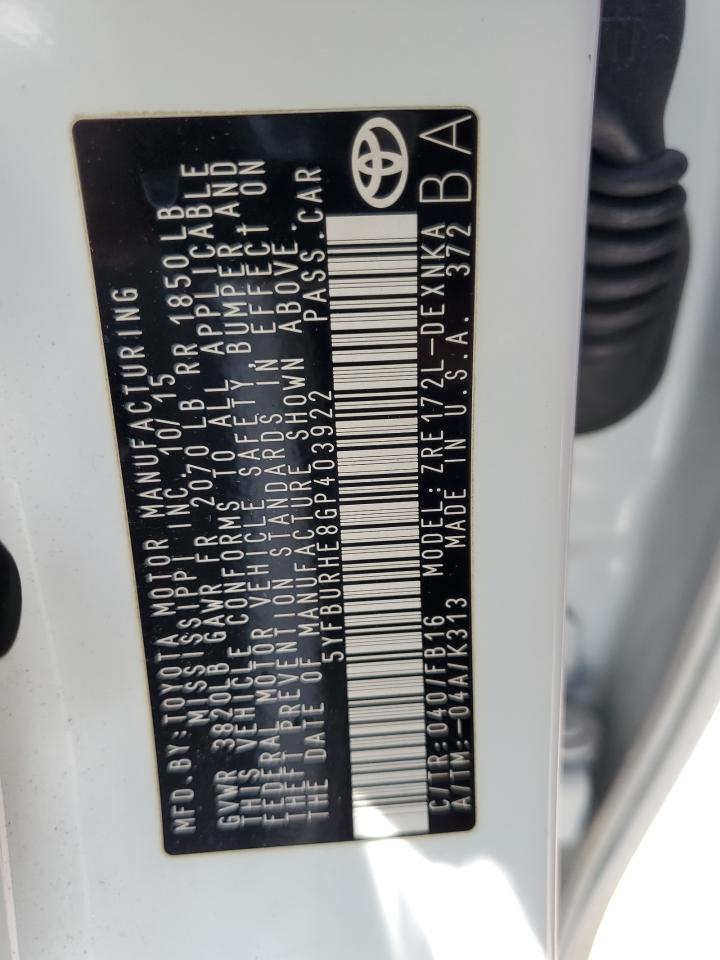 MFD. BY: TOYOTA MOTOR MANUFACTURING
MISSISSIPPI INC. 10/15
GVWR 3820LB GAWR FR 2070 LB RR 1850LB
THIS VEHICLE CONFORMS TO ALL APPLICABLE
FEDERAL MOTOR VEHICLE SAFETY, BUMPER AND
THEFT PREVENTION STANDARDS IN EFFECT ON
THE DATE OF MANUFACTURE SHOWN ABOVE.
5YFBURHE8GP403922 PASS. CAR
C/TR: 040/FB16 MODEL: ZRE172L-DEXNKA
A/TM: -04A/K313 MADE IN U.S.A. 372
BA